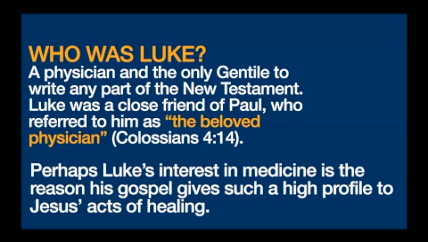 WHO WAS LUKE?
A physician and the only Gentile to
write any part of the New Testament.
Luke was a close friend of Paul, who
referred to him as “the beloved
physician” (Colossians 4:14).
Perhaps Luke’s interest in medicine is the
reason his gospel gives such a high profile to
Jesus’ acts of healing.